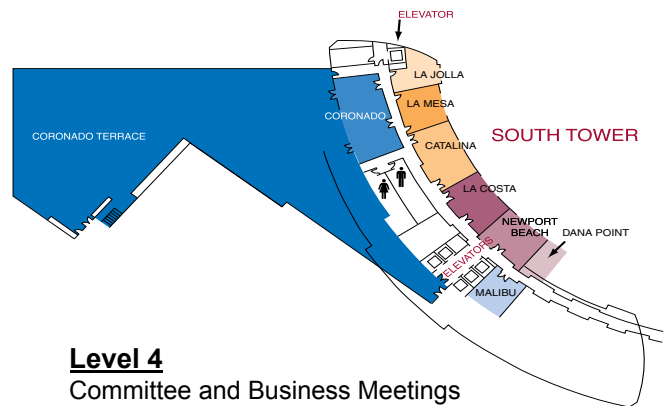 ELEVATOR
LA JOLLA
LA MESA
CORONADO
CORONADO TERRACE
SOUTH TOWER
CATALINA
LA COSTA
NEWPORT
BEACH
DANA POINT
ELEVATORS
MALIBU
Level 4
Committee and Business Meetings